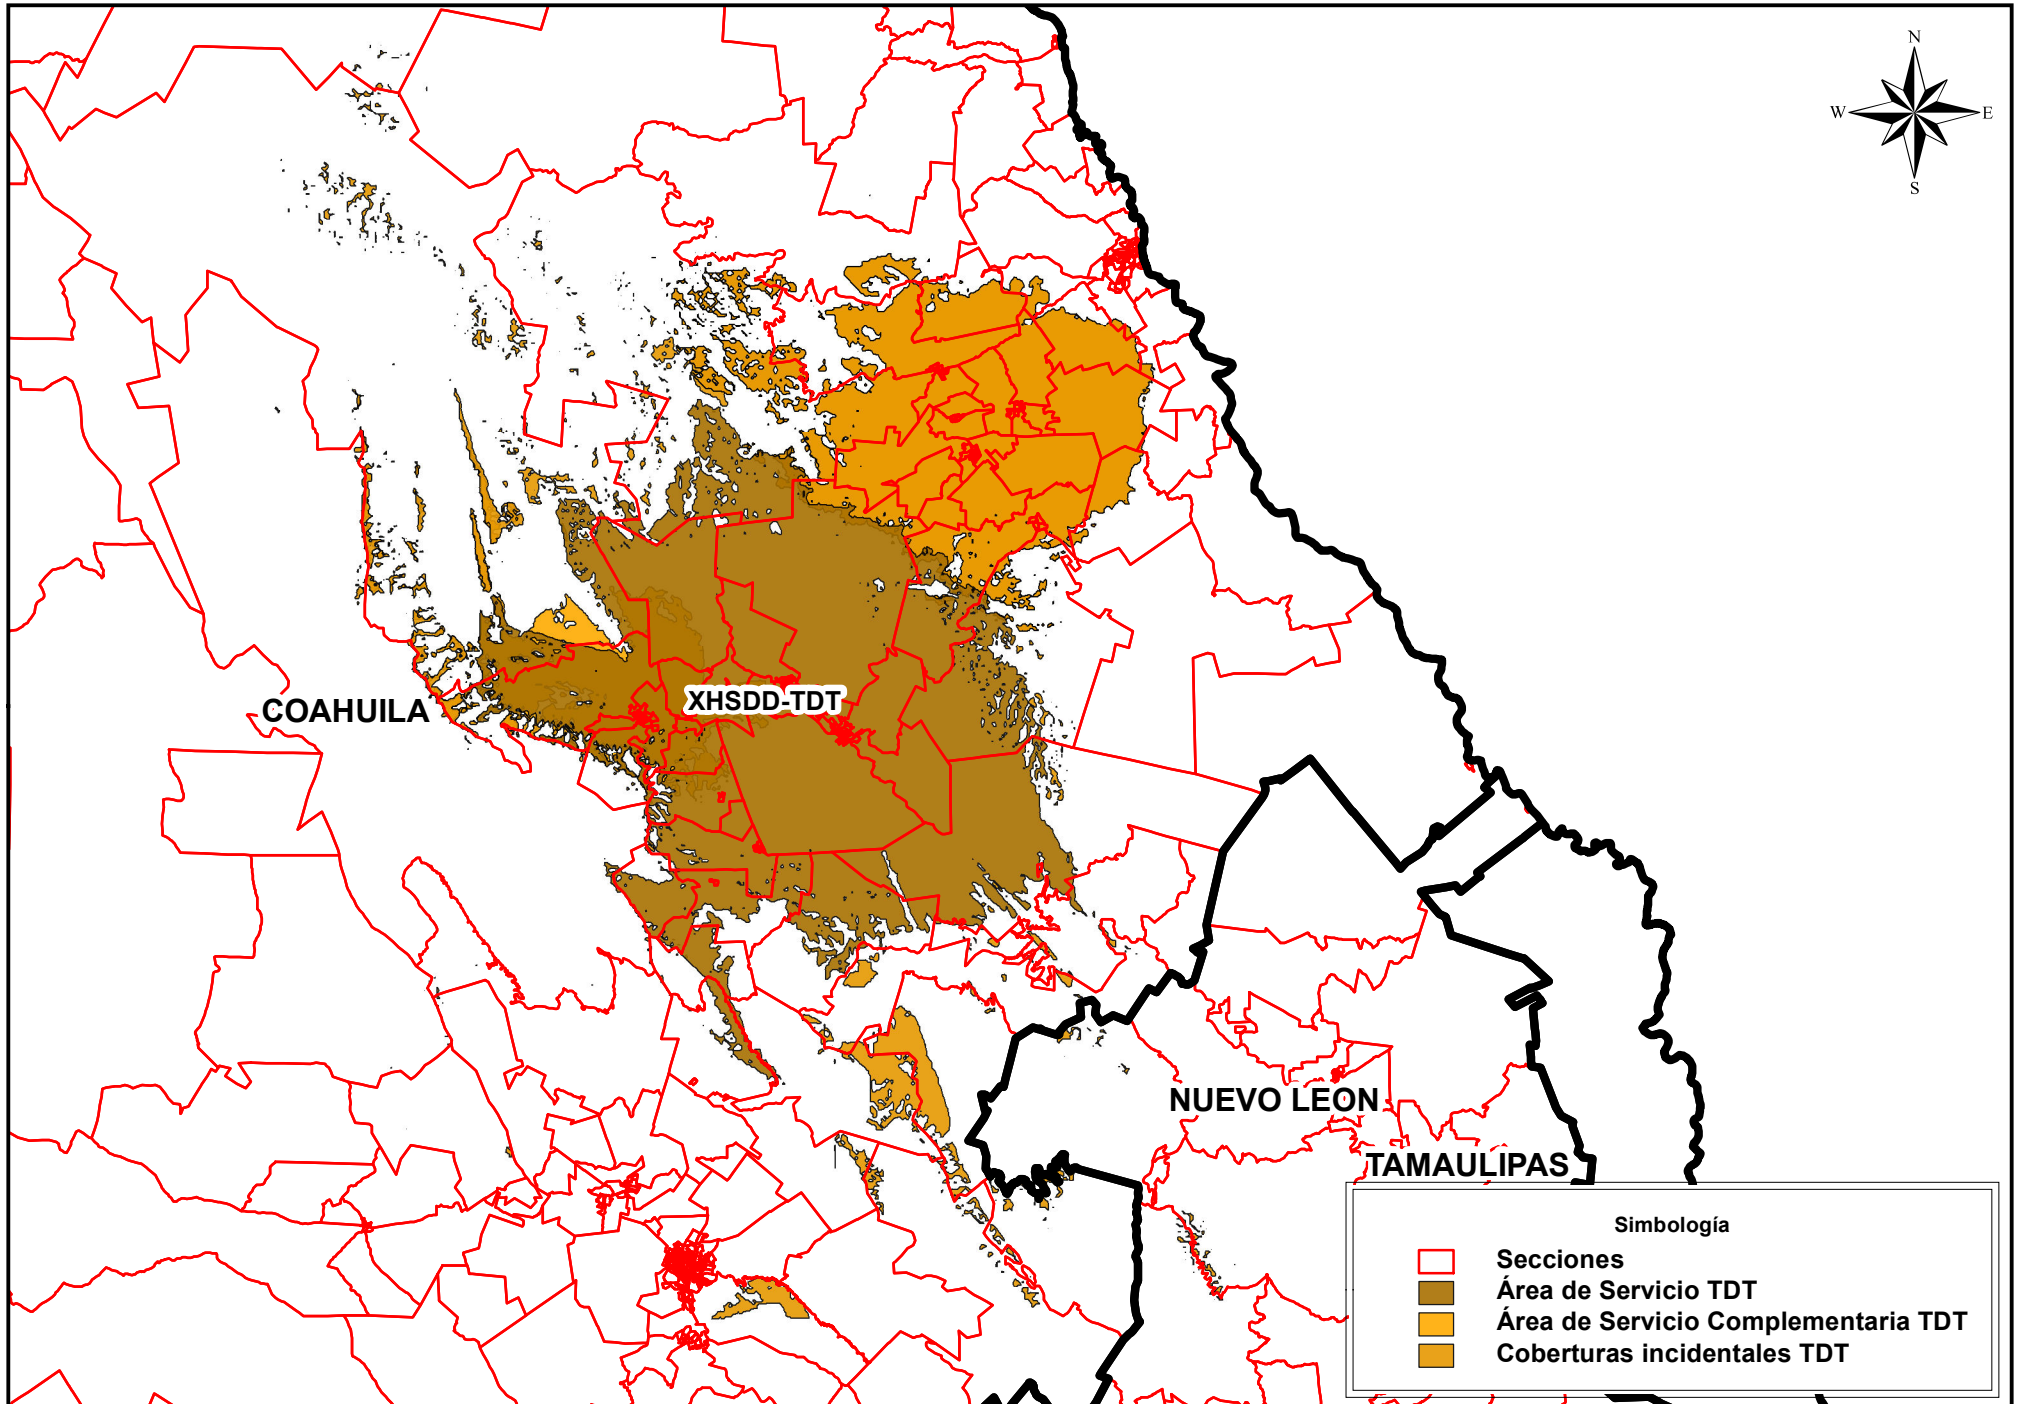 N
W
E
S
COAHUILA
XHSDD-TDT
NUEVO LEON
TAMAULIPAS
Simbología
Secciones
Área de Servicio TDT
Área de Servicio Complementaria TDT
Coberturas incidentales TDT